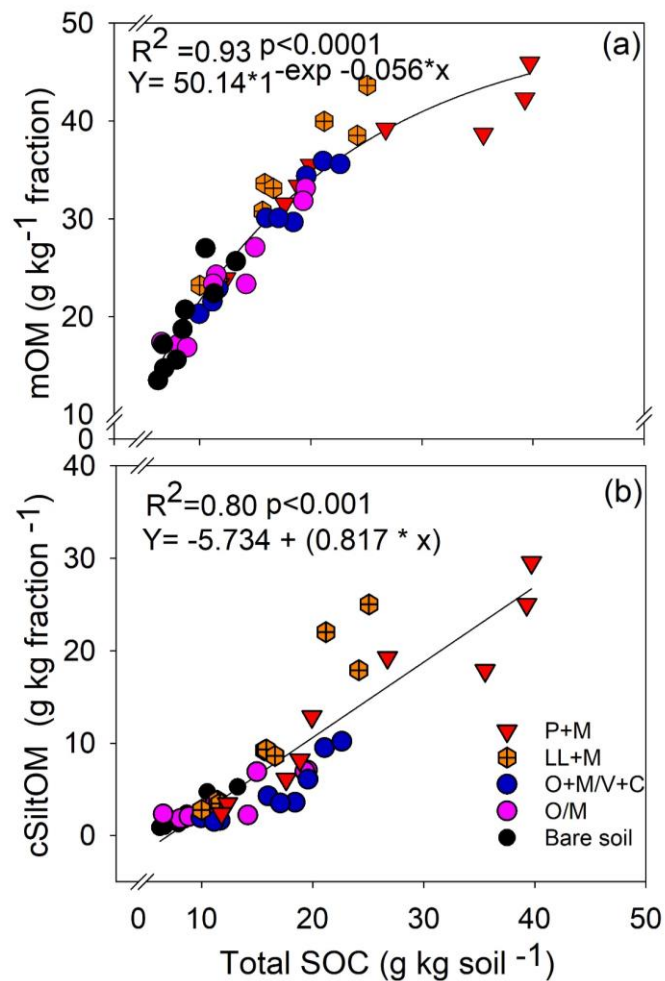 50
R²=0.93 p<0.0001
(a)
Y= 50.14*1-exp -0.056*x
40
30
20
10
0
mOM (g kg⁻¹ fraction)
40
R²=0.80 p<0.001
(b)
Y= -5.734 + (0.817 * x)
30
20
10
0
cSiltOM (g kg fraction ⁻¹)
P+M
LL+M
O+M/V+C
O/M
Bare soil
0 10 20 30 40 50
Total SOC (g kg soil ⁻¹)